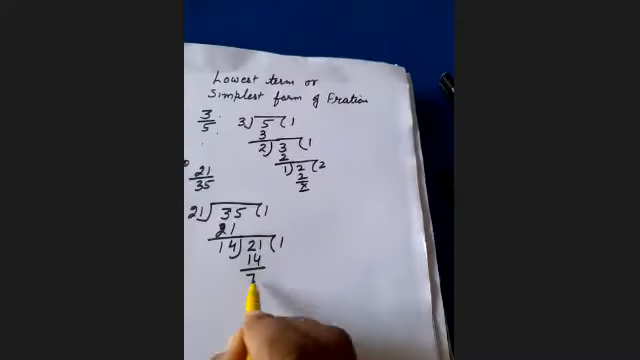 Lowest term or
Simplest form of Fration
3/5
3) 5 (1
3
2) 3 (1
2
1) 2 (2
2
x
21/35
21) 35 (1
21
14) 21 (1
14
7